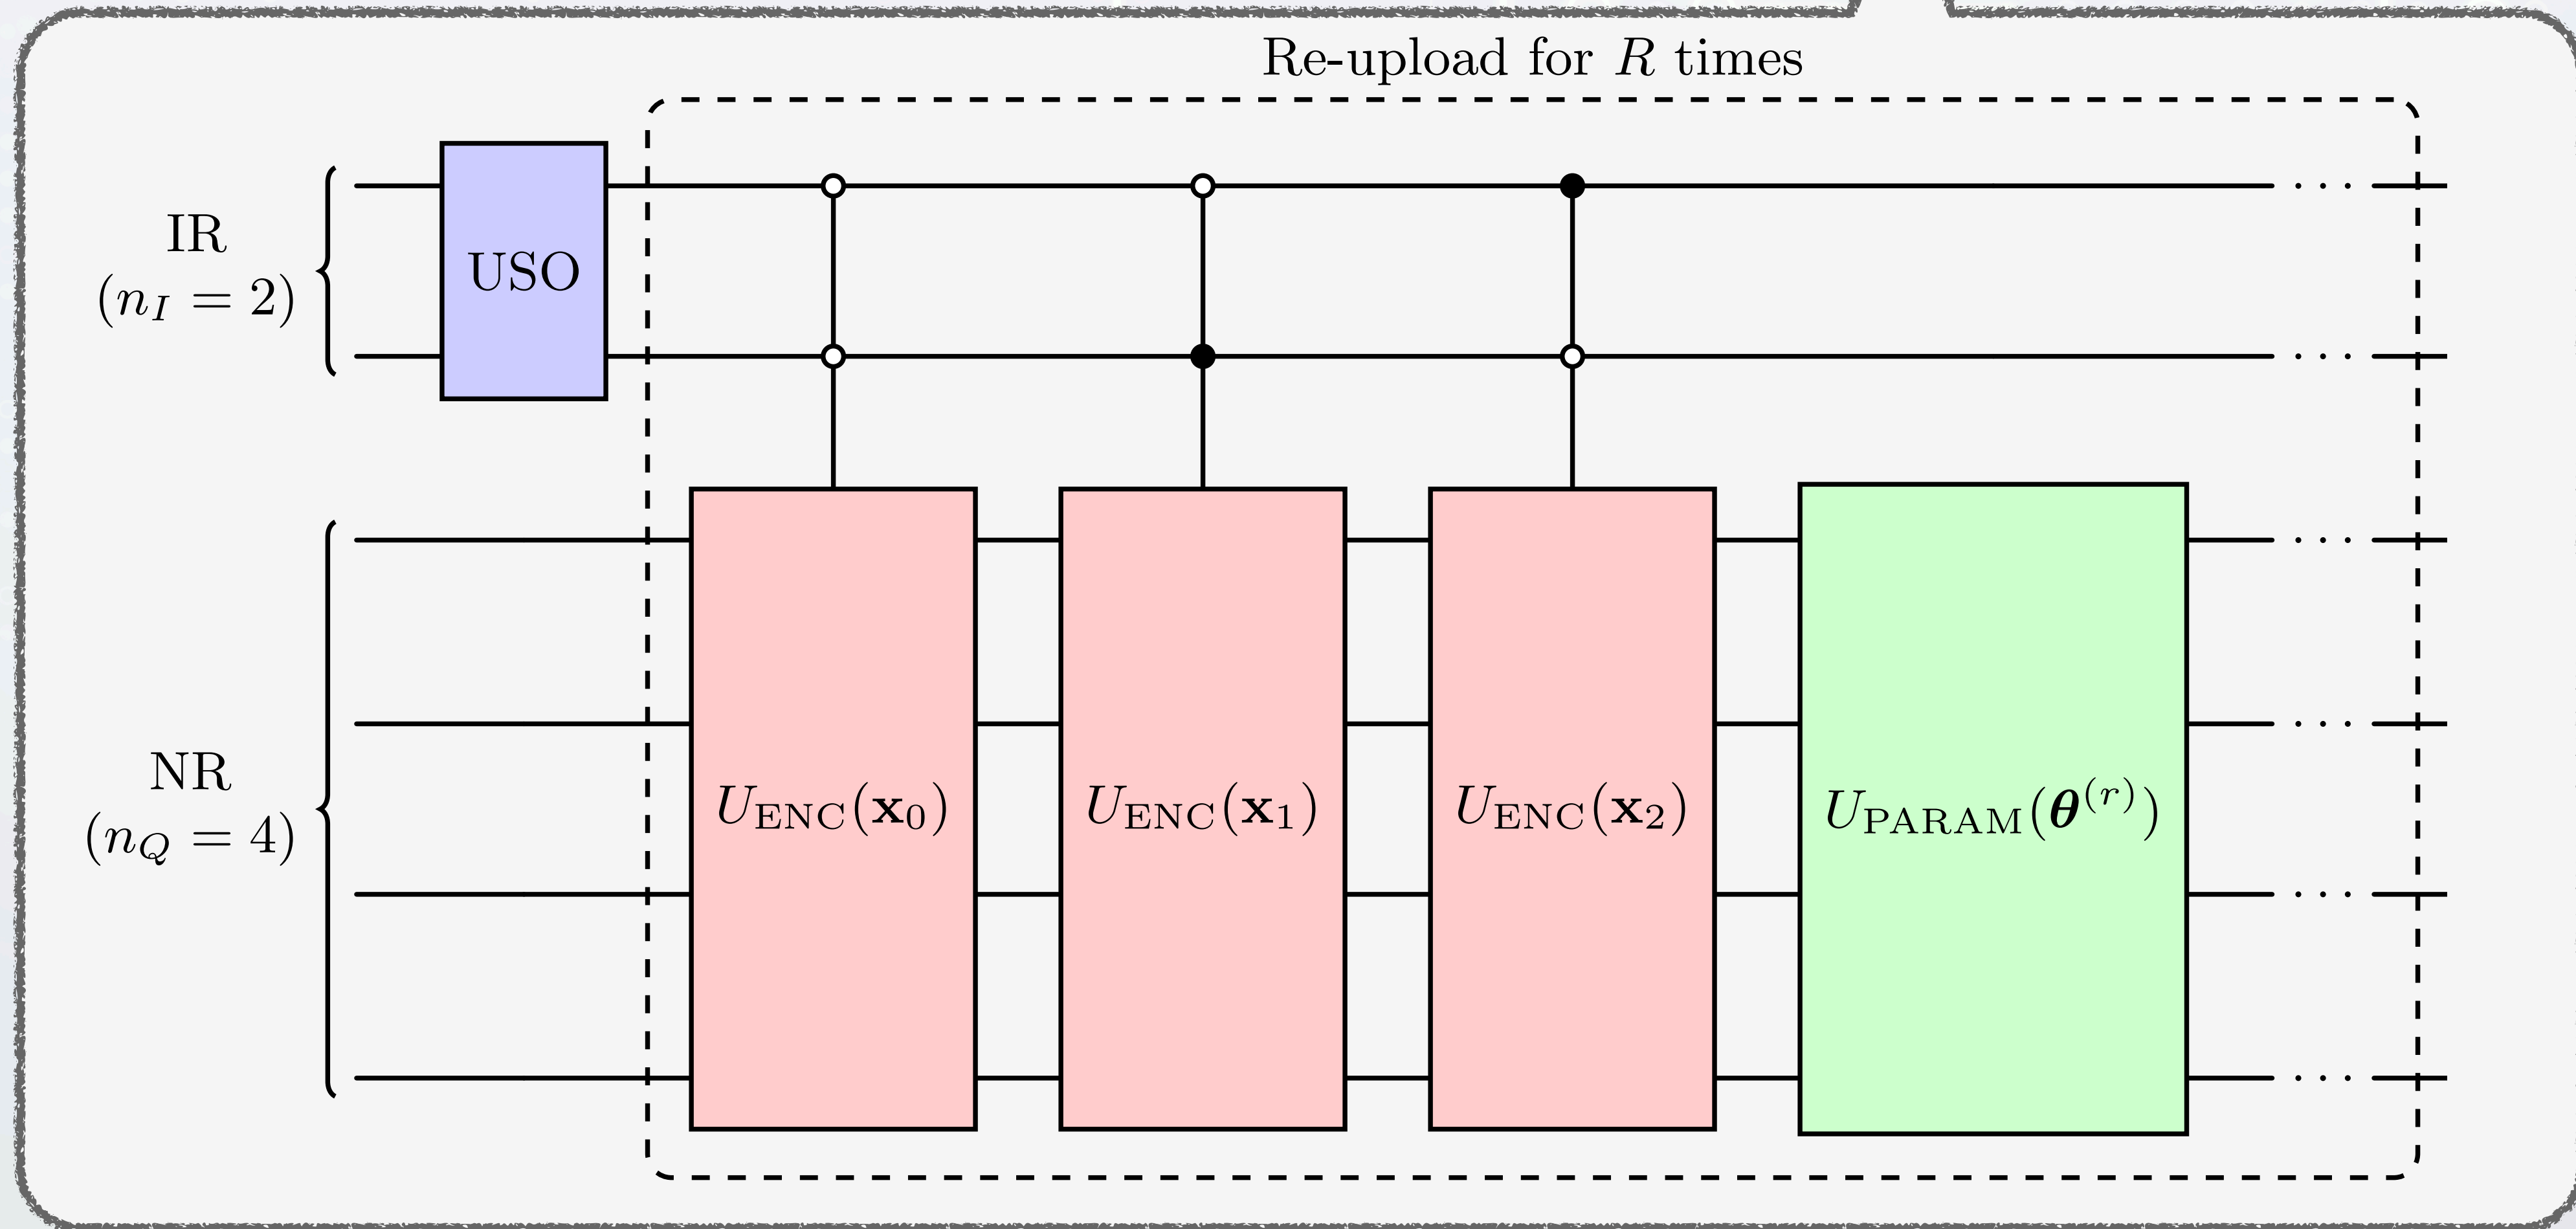 Re-upload for R times
IR
(n_I = 2)
USO
NR
(n_Q = 4)
U_ENC(x_0)
U_ENC(x_1)
U_ENC(x_2)
U_PARAM(θ^(r))